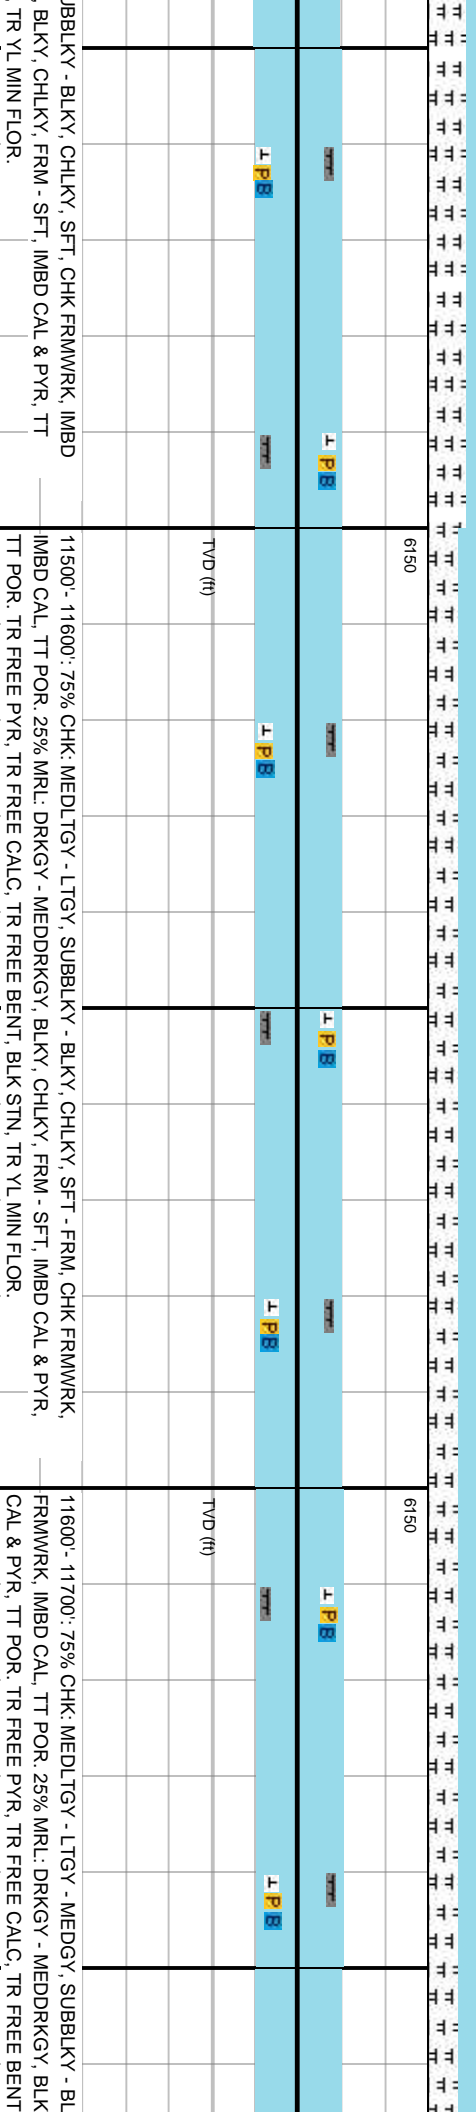 UBBLKY - BLKY, CHLKY, SFT, CHK FRMWRK, IMBD
, BLKY, CHLKY, FRM - SFT, IMBD CAL & PYR, TT
, TR YL MIN FLOR.
T P B
T P B
6150
TVD (ft)
11500'- 11600': 75% CHK: MEDLTGY - LTGY, SUBBLKY - BLKY, CHLKY, SFT - FRM, CHK FRMWRK,
IMBD CAL, TT POR. 25% MRL: DRKGY - MEDDRKGY, BLKY, CHLKY, FRM - SFT, IMBD CAL & PYR,
TT POR. TR FREE PYR, TR FREE CALC, TR FREE BENT, BLK STN, TR YL MIN FLOR
T P B
T P B
T P B
6150
TVD (ft)
11600'- 11700': 75% CHK: MEDLTGY - LTGY - MEDGY, SUBBLKY - BL
FRMWRK, IMBD CAL, TT POR. 25% MRL: DRKGY - MEDDRKGY, BLK
CAL & PYR, TT POR. TR FREE PYR, TR FREE CALC, TR FREE BENT
T P B
T P B